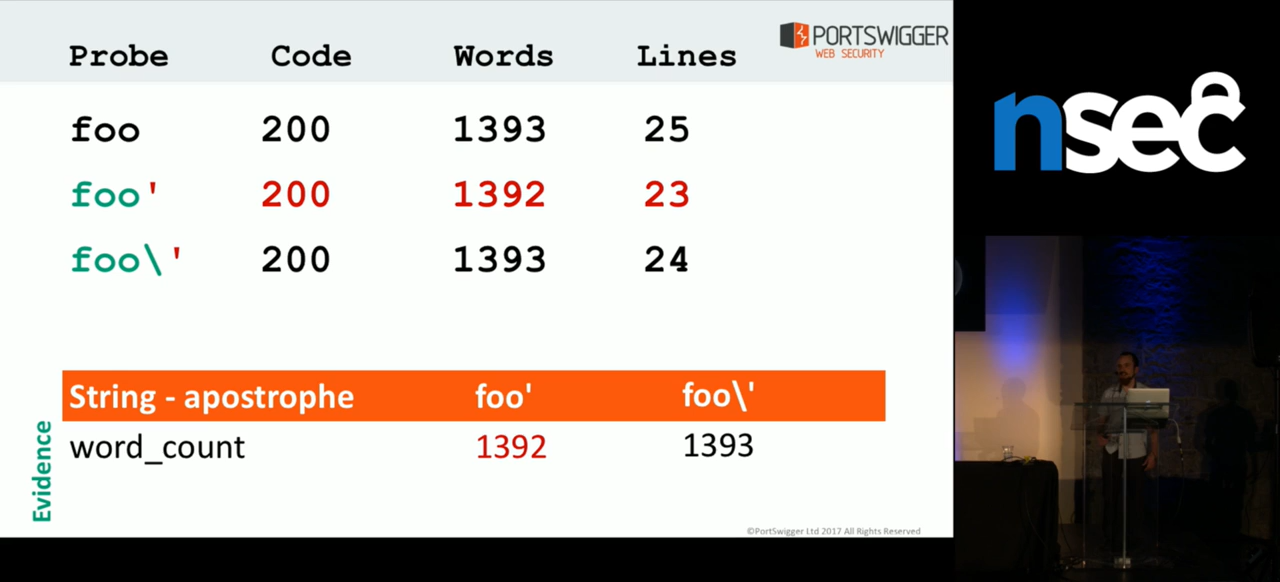 Probe Code Words Lines
PORTSWIGGER
WEB SECURITY
foo 200 1393 25
foo' 200 1392 23
foo\' 200 1393 24
String - apostrophe foo' foo\'
word_count 1392 1393
Evidence
©PortSwigger Ltd 2017 All Rights Reserved
nsec